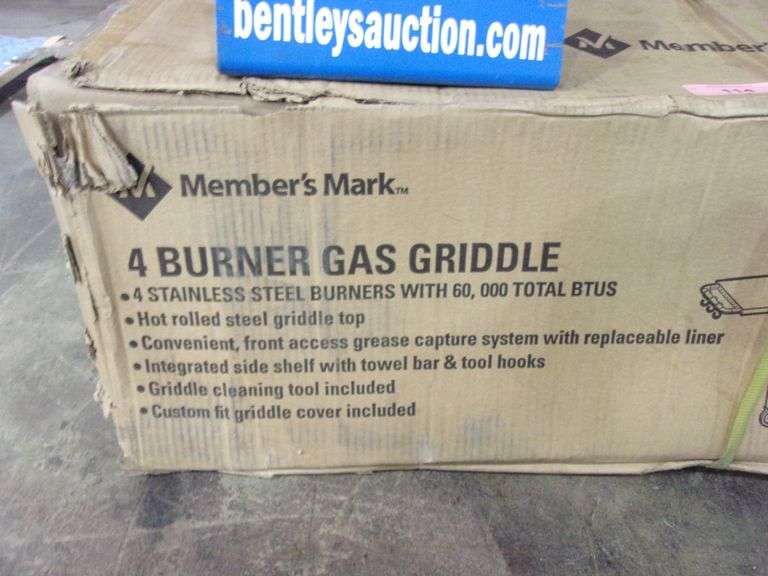 bentleysauction.com
Member's
114
Member's Mark™
4 BURNER GAS GRIDDLE
•4 STAINLESS STEEL BURNERS WITH 60, 000 TOTAL BTUS
•Hot rolled steel griddle top
•Convenient, front access grease capture system with replaceable liner
•Integrated side shelf with towel bar & tool hooks
•Griddle cleaning tool included
•Custom fit griddle cover included